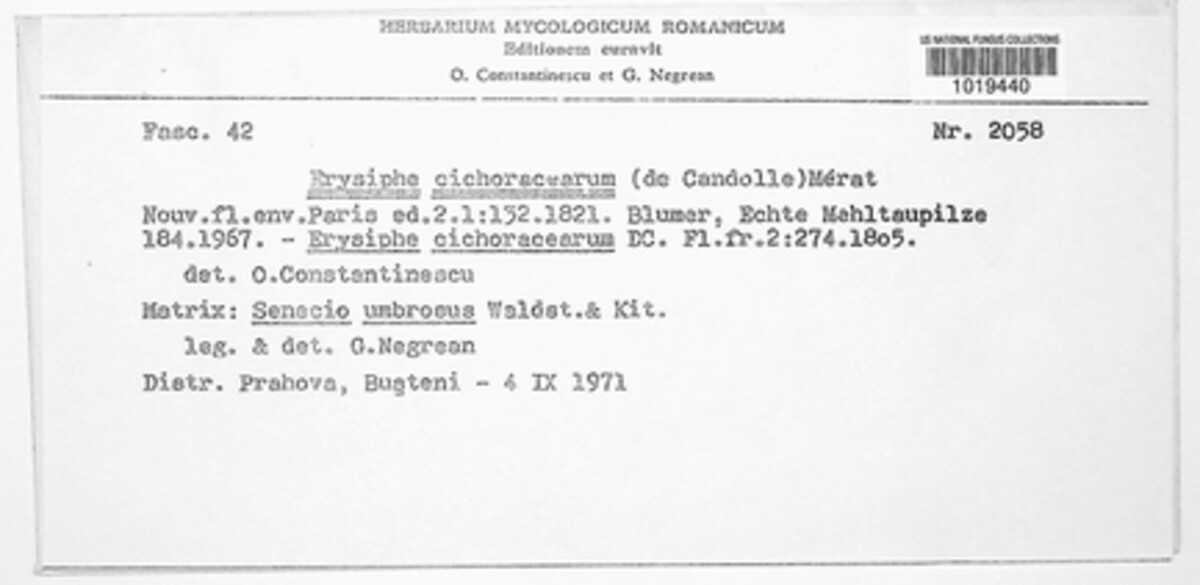 HERBARIUM MYCOLOGICUM ROMANICUM
Editionem curavit
O. Constantinescu et G. Negrean
US NATIONAL FUNGUS COLLECTIONS
1019440
Fasc. 42
Nr. 2058
Erysiphe cichoracearum (de Candolle)Mérat
Nouv.fl.env.Paris ed.2.1:132.1821. Blumer, Echte Mehltaupilze
184.1967. - Erysiphe cichoracearum DC. Fl.fr.2:274.18o5.
det. O.Constantinescu
Matrix: Senecio umbrosus Waldst.& Kit.
leg. & det. G.Negrean
Distr. Prahova, Buşteni - 4 IX 1971